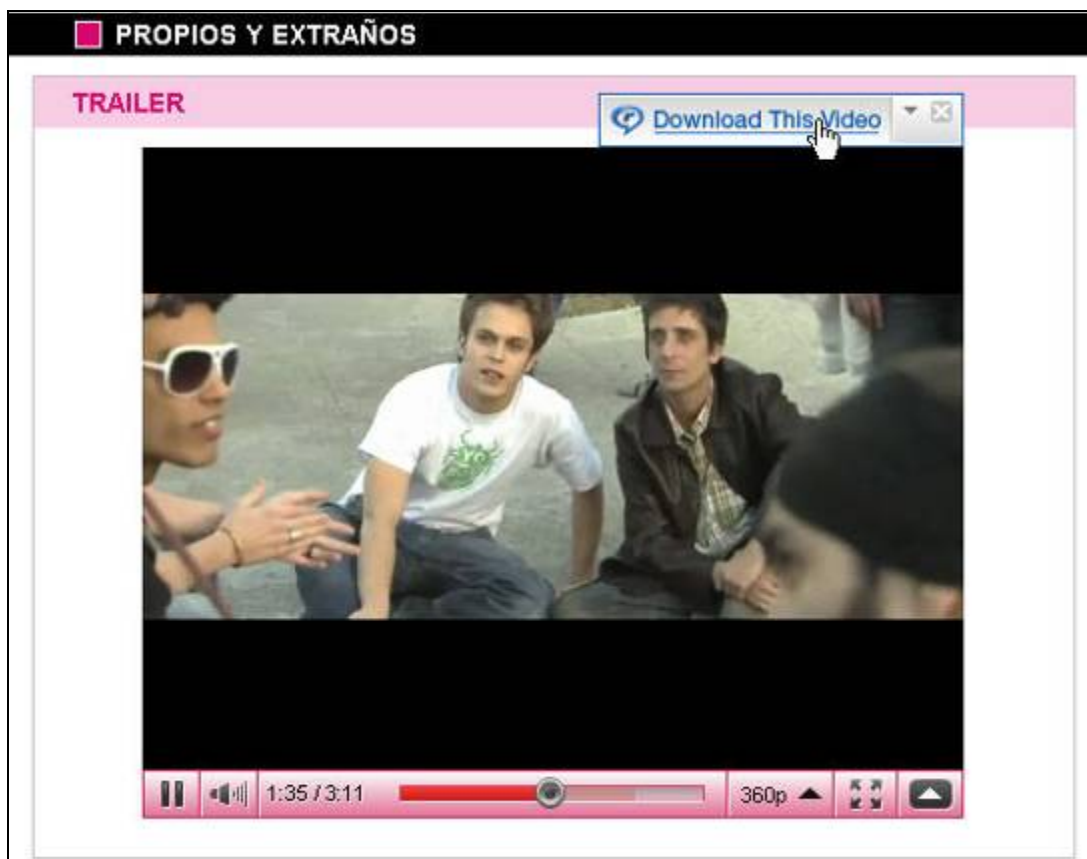 PROPIOS Y EXTRAÑOS
TRAILER
Download This Video
1:35 / 3:11
360p